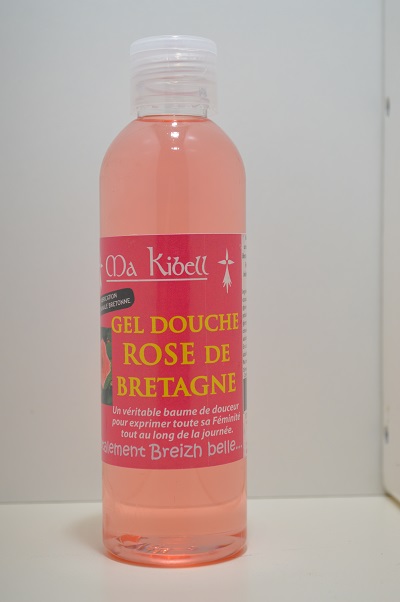 Ma Kibell
GEL DOUCHE
ROSE DE
BRETAGNE
Un véritable baume de douceur
pour exprimer toute sa Féminité
tout au long de la journée.
Breizh belle...